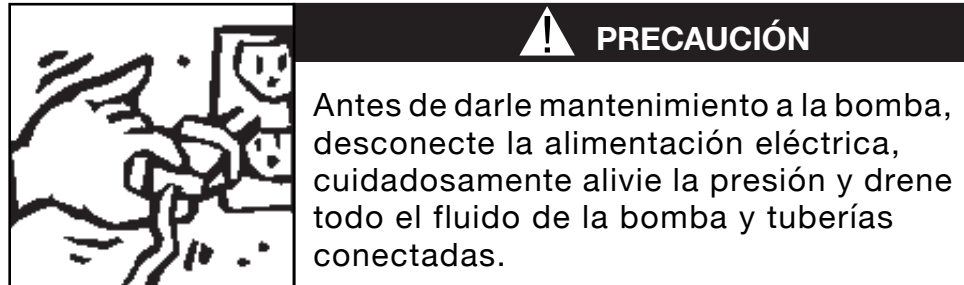 PRECAUCIÓN
Antes de darle mantenimiento a la bomba,
desconecte la alimentación eléctrica,
cuidadosamente alivie la presión y drene
todo el fluido de la bomba y tuberías
conectadas.